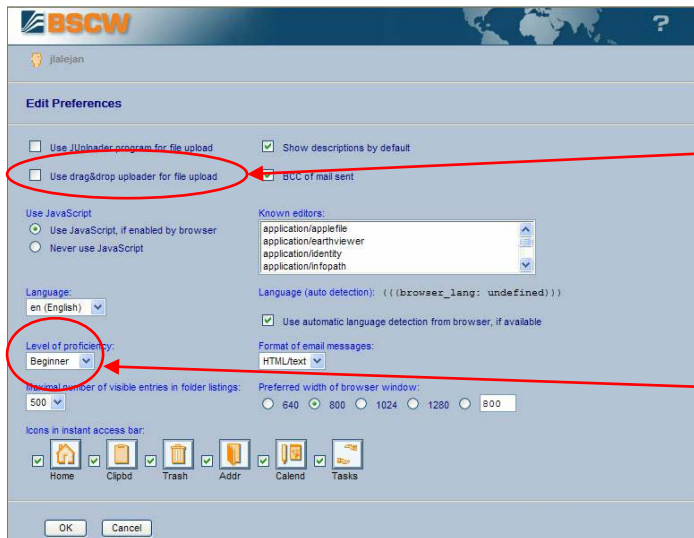 BSCW
?
jlalejan
Edit Preferences
Use JUploader program for file upload
Show descriptions by default
Use drag&drop uploader for file upload
BCC of mail sent
Use JavaScript
Use JavaScript, if enabled by browser
Never use JavaScript
Known editors:
application/applefile
application/earthviewer
application/identity
application/infopath
Language:
en (English)
Language (auto detection): (((browser_lang: undefined)))
Use automatic language detection from browser, if available
Level of proficiency:
Beginner
Format of email messages:
HTML/text
Maximal number of visible entries in folder listings:
500
Preferred width of browser window:
640 800 1024 1280 800
Icons in instant access bar:
Home Clipbd Trash Addr Calend Tasks
OK Cancel